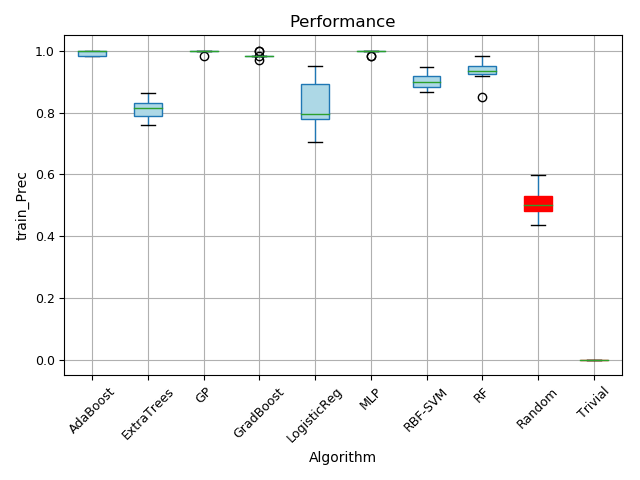 Performance
train_Prec
1.0
0.8
0.6
0.4
0.2
0.0
AdaBoost
ExtraTrees
GP
GradBoost
LogisticReg
MLP
RBF-SVM
RF
Random
Trivial
Algorithm